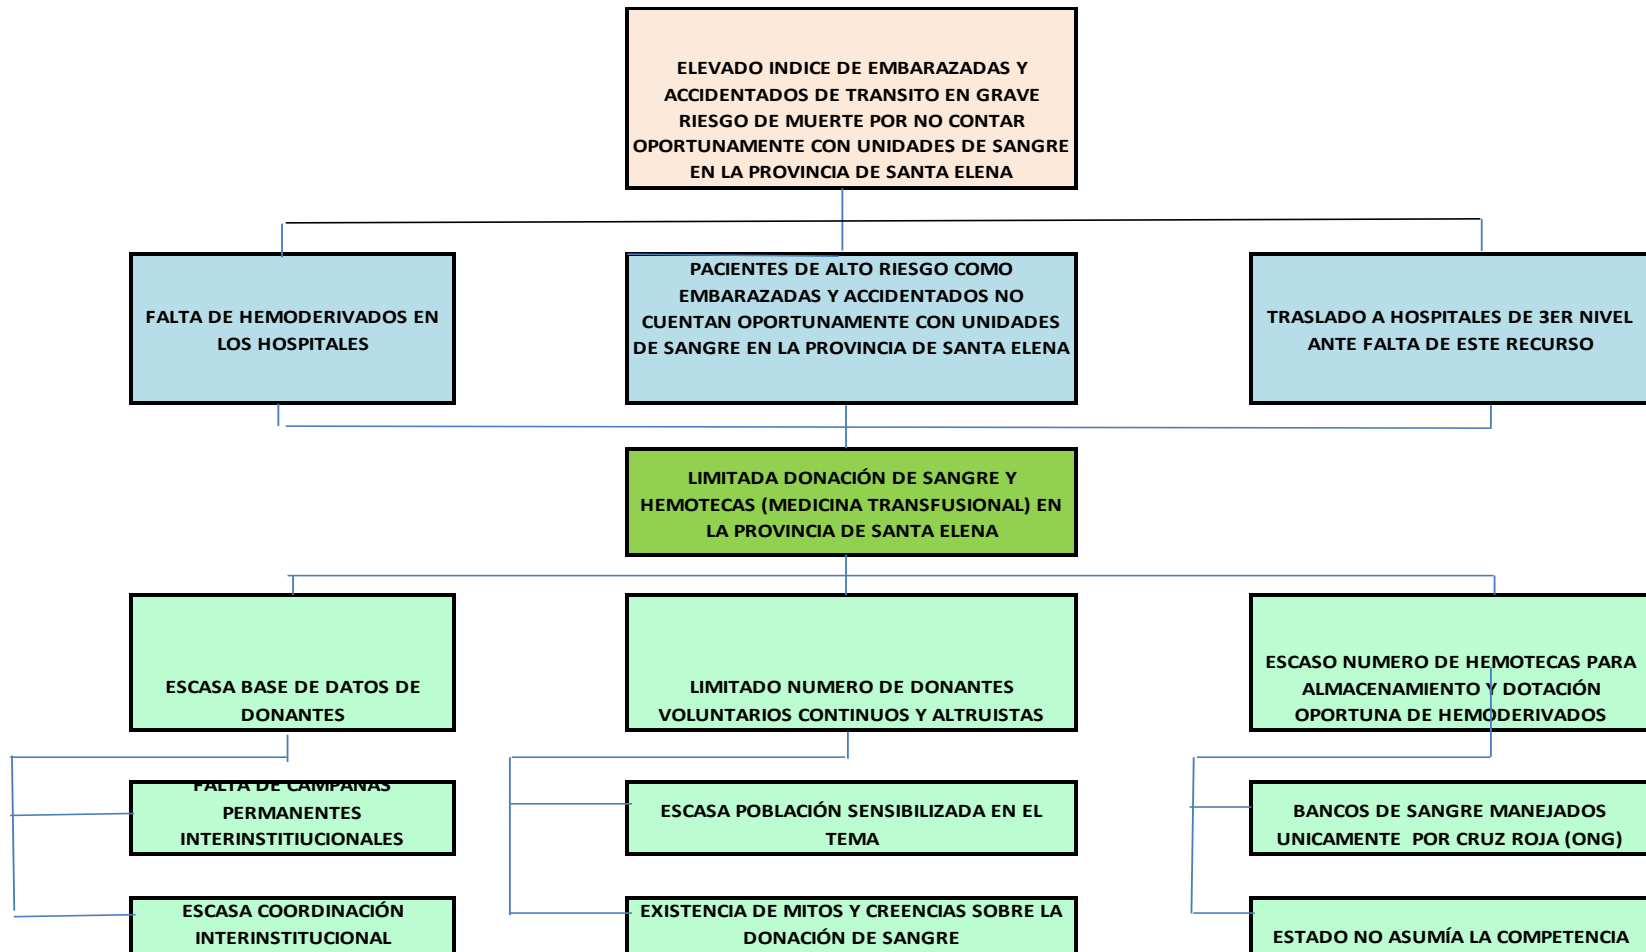 ELEVADO INDICE DE EMBARAZADAS Y
ACCIDENTADOS DE TRANSITO EN GRAVE
RIESGO DE MUERTE POR NO CONTAR
OPORTUNAMENTE CON UNIDADES DE SANGRE
EN LA PROVINCIA DE SANTA ELENA
FALTA DE HEMODERIVADOS EN
LOS HOSPITALES
PACIENTES DE ALTO RIESGO COMO
EMBARAZADAS Y ACCIDENTADOS NO
CUENTAN OPORTUNAMENTE CON UNIDADES
DE SANGRE EN LA PROVINCIA DE SANTA ELENA
TRASLADO A HOSPITALES DE 3ER NIVEL
ANTE FALTA DE ESTE RECURSO
LIMITADA DONACIÓN DE SANGRE Y
HEMOTECAS (MEDICINA TRANSFUSIONAL) EN
LA PROVINCIA DE SANTA ELENA
ESCASA BASE DE DATOS DE
DONANTES
LIMITADO NUMERO DE DONANTES
VOLUNTARIOS CONTINUOS Y ALTRUISTAS
ESCASO NUMERO DE HEMOTECAS PARA
ALMACENAMIENTO Y DOTACIÓN
OPORTUNA DE HEMODERIVADOS
FALTA DE CAMPAÑAS
PERMANENTES
INTERINSTITUCIONALES
ESCASA POBLACIÓN SENSIBILIZADA EN EL
TEMA
BANCOS DE SANGRE MANEJADOS
UNICAMENTE POR CRUZ ROJA (ONG)
ESCASA COORDINACIÓN
INTERINSTITUCIONAL
EXISTENCIA DE MITOS Y CREENCIAS SOBRE LA
DONACIÓN DE SANGRE
ESTADO NO ASUMÍA LA COMPETENCIA